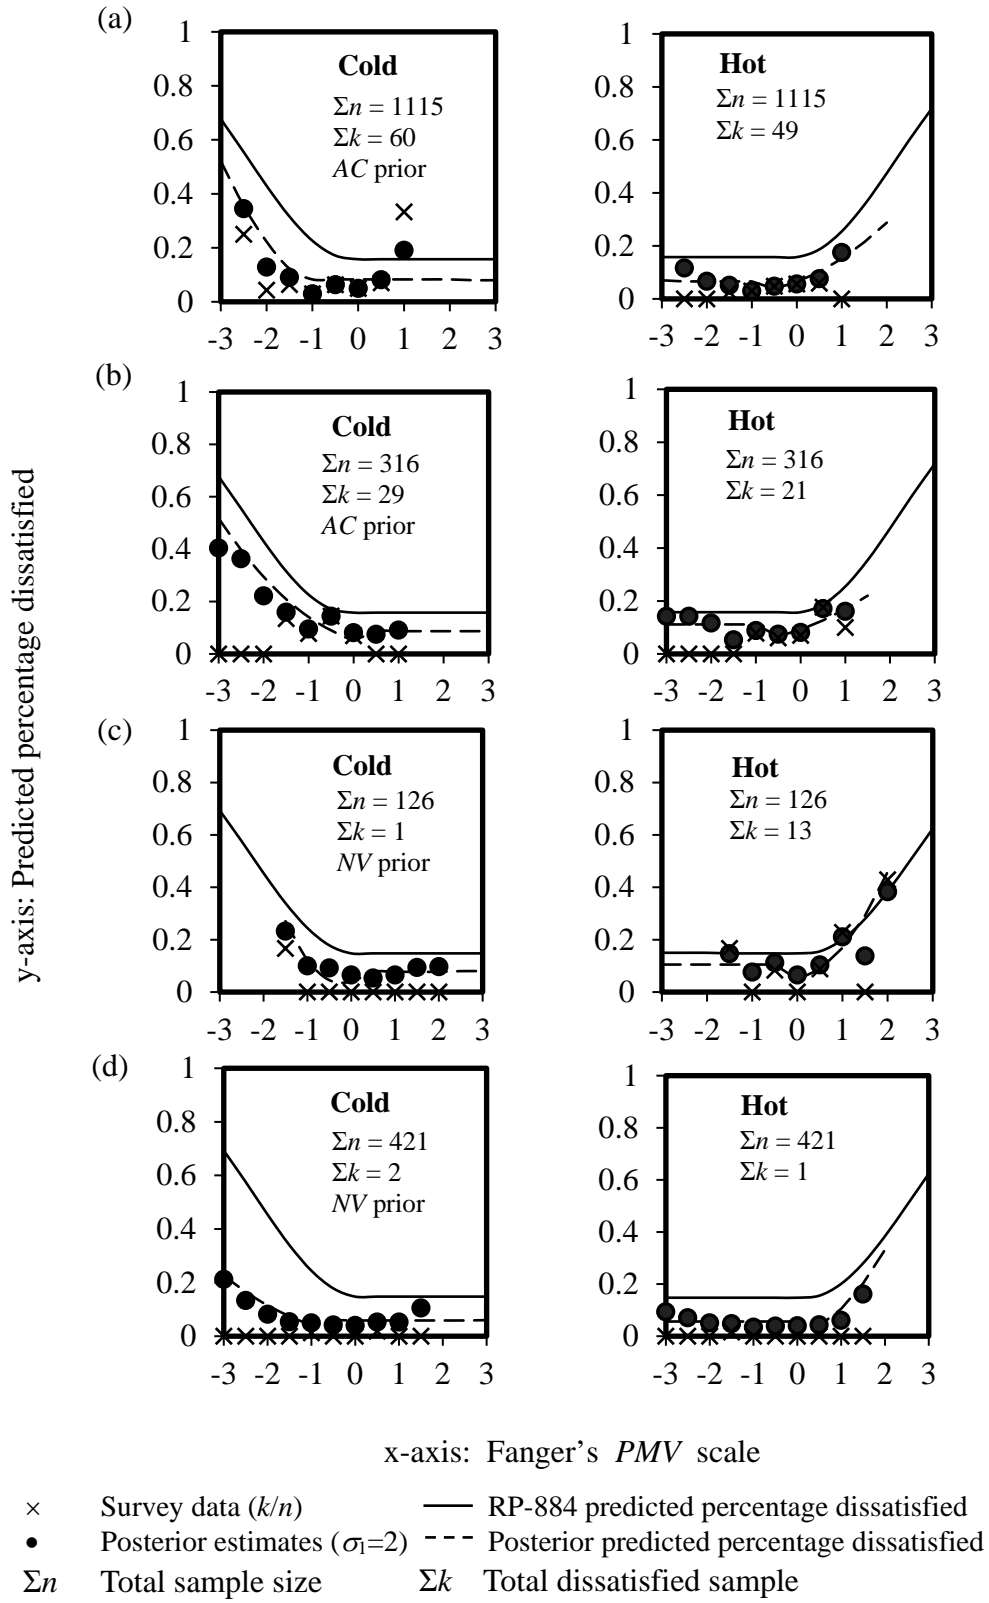 (a)
Cold
Σn = 1115
Σk = 60
AC prior
1
0.8
0.6
0.4
0.2
0
-3 -2 -1 0 1 2 3
Hot
Σn = 1115
Σk = 49
1
0.8
0.6
0.4
0.2
0
-3 -2 -1 0 1 2 3
(b)
Cold
Σn = 316
Σk = 29
AC prior
1
0.8
0.6
0.4
0.2
0
-3 -2 -1 0 1 2 3
Hot
Σn = 316
Σk = 21
1
0.8
0.6
0.4
0.2
0
-3 -2 -1 0 1 2 3
(c)
Cold
Σn = 126
Σk = 1
NV prior
1
0.8
0.6
0.4
0.2
0
-3 -2 -1 0 1 2 3
Hot
Σn = 126
Σk = 13
1
0.8
0.6
0.4
0.2
0
-3 -2 -1 0 1 2 3
(d)
Cold
Σn = 421
Σk = 2
NV prior
1
0.8
0.6
0.4
0.2
0
-3 -2 -1 0 1 2 3
Hot
Σn = 421
Σk = 1
1
0.8
0.6
0.4
0.2
0
-3 -2 -1 0 1 2 3
y-axis: Predicted percentage dissatisfied
x-axis: Fanger's PMV scale
Survey data (k/n)
RP-884 predicted percentage dissatisfied
Posterior estimates (σ1=2)
Posterior predicted percentage dissatisfied
Σn Total sample size
Σk Total dissatisfied sample